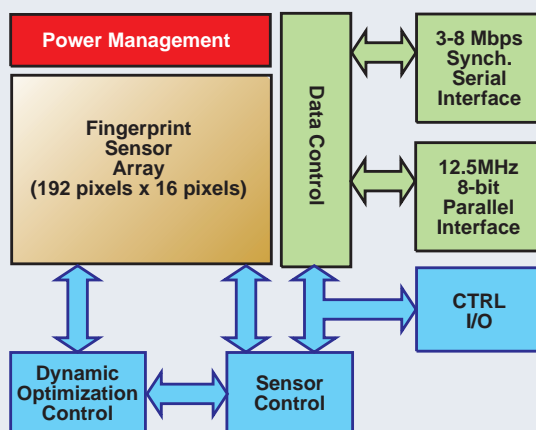 Power Management
Fingerprint
Sensor
Array
(192 pixels x 16 pixels)
Data Control
3-8 Mbps
Synch.
Serial
Interface
12.5MHz
8-bit
Parallel
Interface
CTRL
I/O
Dynamic
Optimization
Control
Sensor
Control